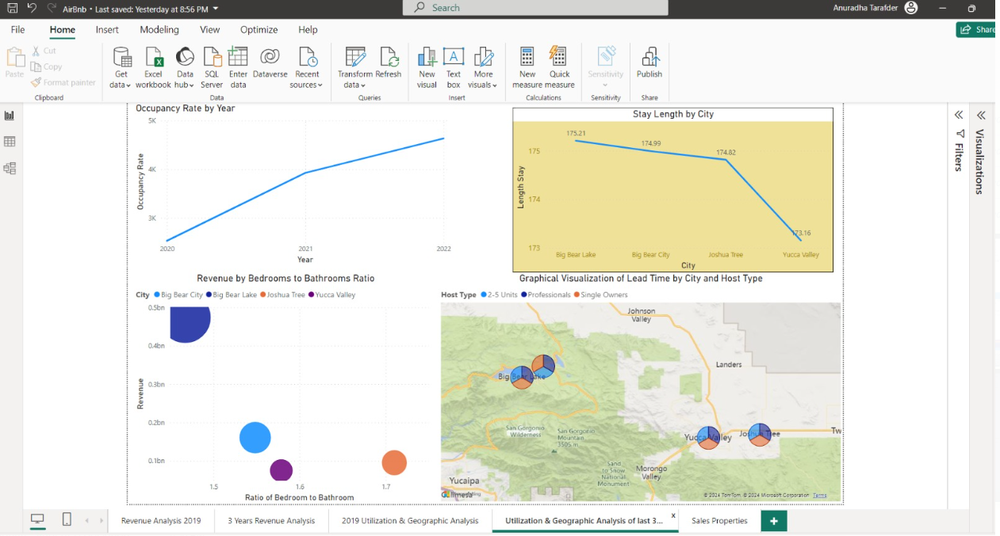 AirBnb • Last saved: Yesterday at 8:56 PM
Search
Anuradha Tarafder
File Home Insert Modeling View Optimize Help
Share
Paste
Cut
Copy
Format painter
Clipboard
Get data
Excel workbook
Data hub
SQL Server
Enter data
Dataverse
Recent sources
Data
Transform data
Refresh
Queries
New visual
Text box
More visuals
Insert
New measure
Quick measure
Calculations
Sensitivity
Sensitivity
Publish
Share
Occupancy Rate by Year
5K
4K
3K
Occupancy Rate
2020 2021 2022
Year
Stay Length by City
175.21
174.99
174.82
173.16
175
174
173
Length Stay
Big Bear Lake Big Bear City Joshua Tree Yucca Valley
City
Revenue by Bedrooms to Bathrooms Ratio
City Big Bear City Big Bear Lake Joshua Tree Yucca Valley
0.5bn
0.4bn
0.3bn
0.2bn
0.1bn
Revenue
1.5 1.6 1.7
Ratio of Bedroom to Bathroom
Graphical Visualization of Lead Time by City and Host Type
Host Type 2-5 Units Professionals Single Owners
Johnson Valley
Landers
Big Bear Lake
San Gorgonio Wilderness
San Gorgonio Mountain
3505 m
Yucca Valley
Joshua Tree
Tw
Sand to Snow National Monument
Morongo Valley
Yucaipa
© 2024 TomTom, © 2024 Microsoft Corporation Terms
Filters
Visualizations
Revenue Analysis 2019
3 Years Revenue Analysis
2019 Utilization & Geographic Analysis
Utilization & Geographic Analysis of last 3...
x
Sales Properties
+